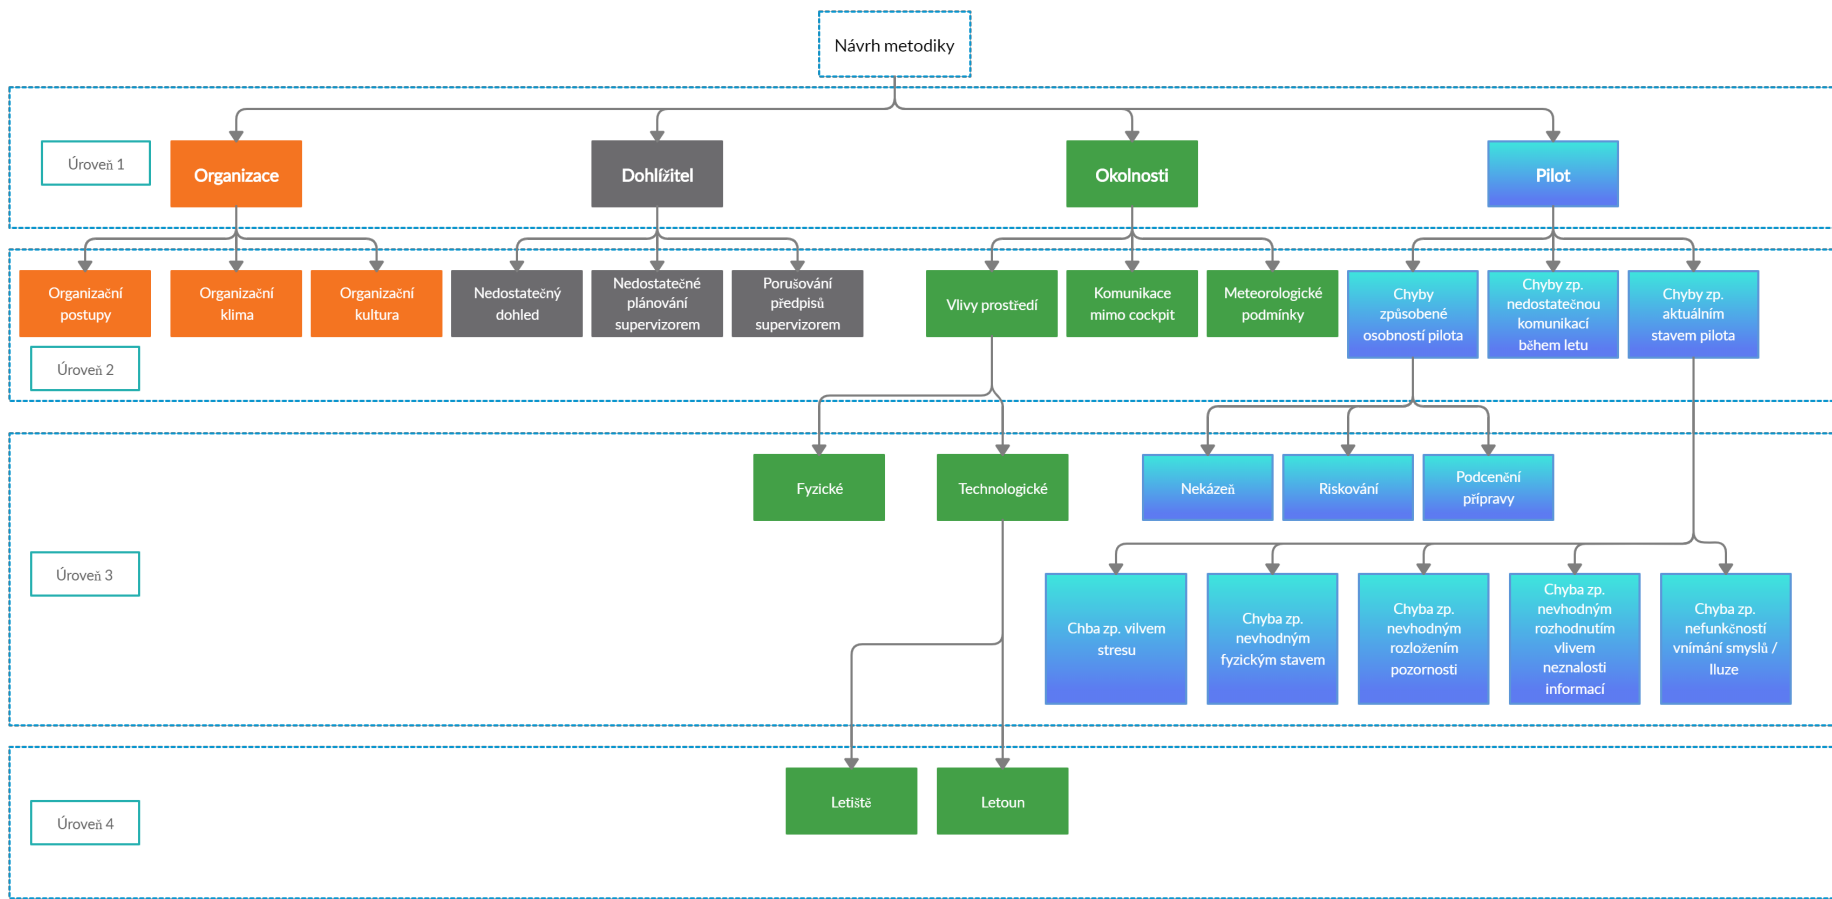 Návrh metodiky
Úroveň 1
Organizace
Dohlížitel
Okolnosti
Pilot
Organizační
postupy
Organizační
klima
Organizační
kultura
Nedostatečný
dohled
Nedostatečné
plánování
supervizorem
Porušování
předpisů
supervizorem
Vlivy prostředí
Komunikace
mimo cockpit
Meteorologické
podmínky
Chyby
způsobené
osobností pilota
Chyby zp.
nedostatečnou
komunikací
během letu
Chyby zp.
aktuálním
stavem pilota
Úroveň 2
Fyzické
Technologické
Nekázeň
Riskování
Podcenění
přípravy
Úroveň 3
Chba zp. vilvem
stresu
Chyba zp.
nevhodným
fyzickým stavem
Chyba zp.
nevhodným
rozložením
pozornosti
Chyba zp.
nevhodným
rozhodnutím
vlivem
neznalosti
informací
Chyba zp.
nefunkčností
vnímání smyslů /
Iluze
Úroveň 4
Letiště
Letoun